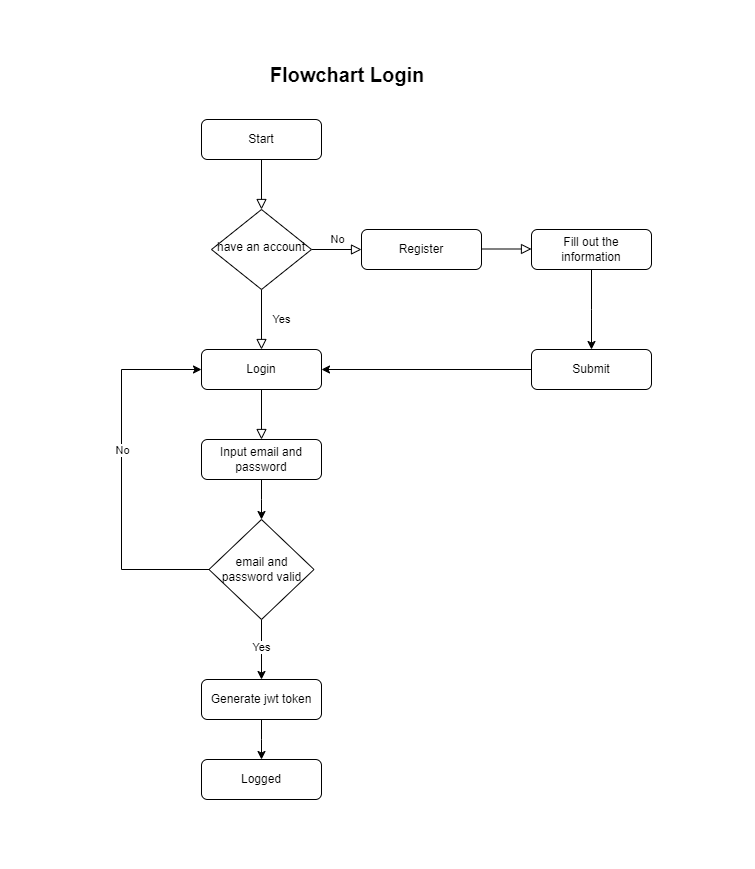 Flowchart Login
Start
have an account
No
Register
Fill out the
information
Yes
Login
Submit
No
Input email and
password
email and
password valid
Yes
Generate jwt token
Logged